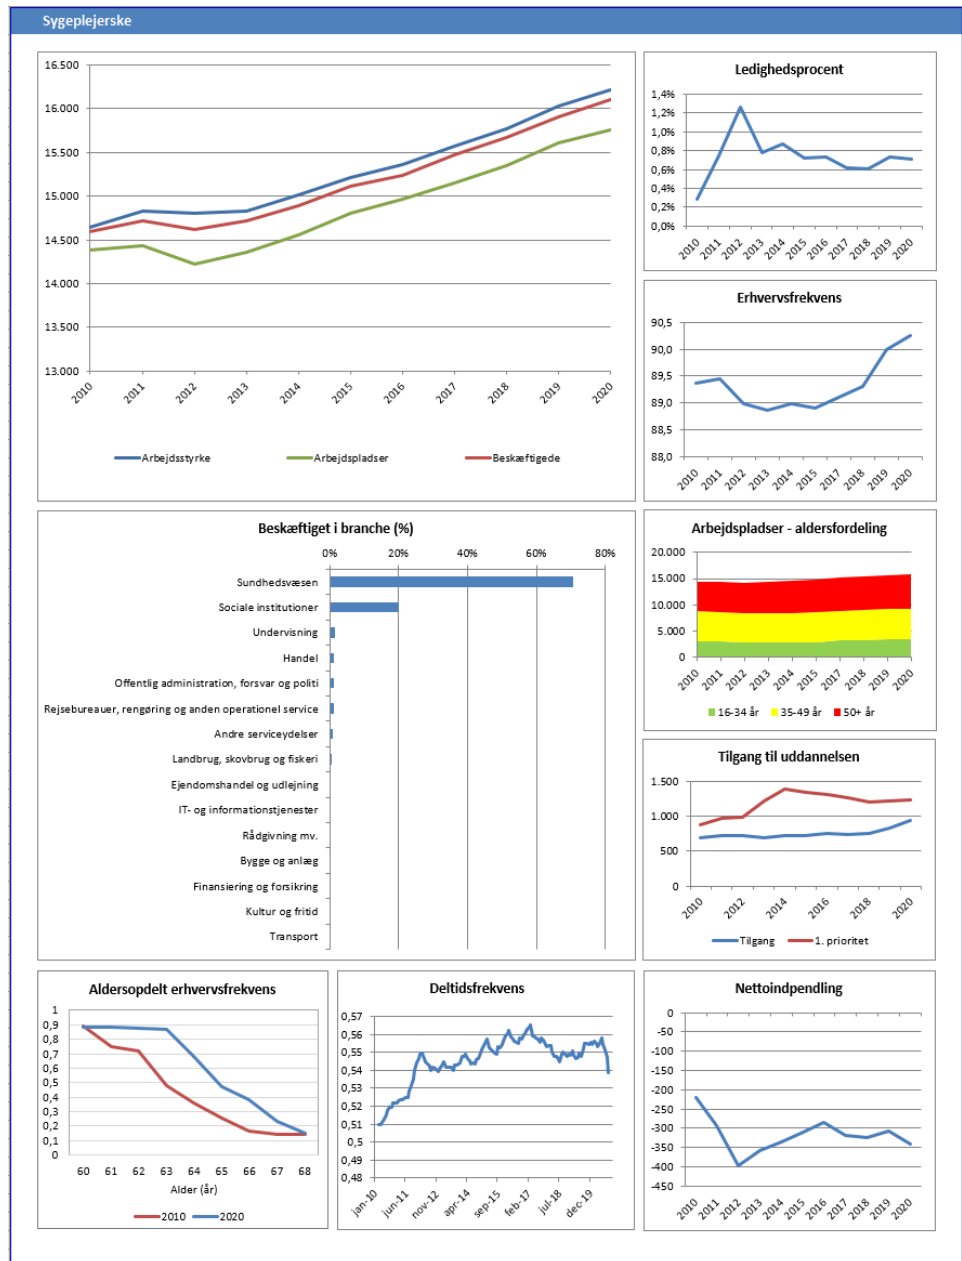 Sygeplejerske
16.500
16.000
15.500
15.000
14.500
14.000
13.500
13.000
2010 2011 2012 2013 2014 2015 2016 2017 2018 2019 2020
Arbejdsstyrke Arbejdspladser Beskæftigede
Ledighedsprocent
1,4%
1,2%
1,0%
0,8%
0,6%
0,4%
0,2%
0,0%
2010 2011 2012 2013 2014 2015 2016 2017 2018 2019 2020
Erhvervsfrekvens
90,5
90,0
89,5
89,0
88,5
88,0
2010 2011 2012 2013 2014 2015 2016 2017 2018 2019 2020
Beskæftiget i branche (%)
0% 20% 40% 60% 80%
Sundhedsvæsen
Sociale institutioner
Undervisning
Handel
Offentlig administration, forsvar og politi
Rejsebureauer, rengøring og anden operationel service
Andre serviceydelser
Landbrug, skovbrug og fiskeri
Ejendomshandel og udlejning
IT- og informationstjenester
Rådgivning mv.
Bygge og anlæg
Finansiering og forsikring
Kultur og fritid
Transport
Arbejdspladser - aldersfordeling
20.000
15.000
10.000
5.000
0
2010 2011 2012 2013 2014 2015 2016 2017 2018 2019 2020
16-34 år 35-49 år 50+ år
Tilgang til uddannelsen
1.500
1.000
500
0
2010 2012 2014 2016 2018 2020
Tilgang 1. prioritet
Aldersopdelt erhvervsfrekvens
1
0,9
0,8
0,7
0,6
0,5
0,4
0,3
0,2
0,1
0
60 61 62 63 64 65 66 67 68
Alder (år)
2010 2020
Deltidsfrekvens
0,57
0,56
0,55
0,54
0,53
0,52
0,51
0,5
0,49
0,48
jan-10 jun-11 nov-12 apr-14 sep-15 feb-17 jul-18 dec-19
Nettoindpendling
0
-50
-100
-150
-200
-250
-300
-350
-400
-450
2010 2011 2012 2013 2014 2015 2016 2017 2018 2019 2020